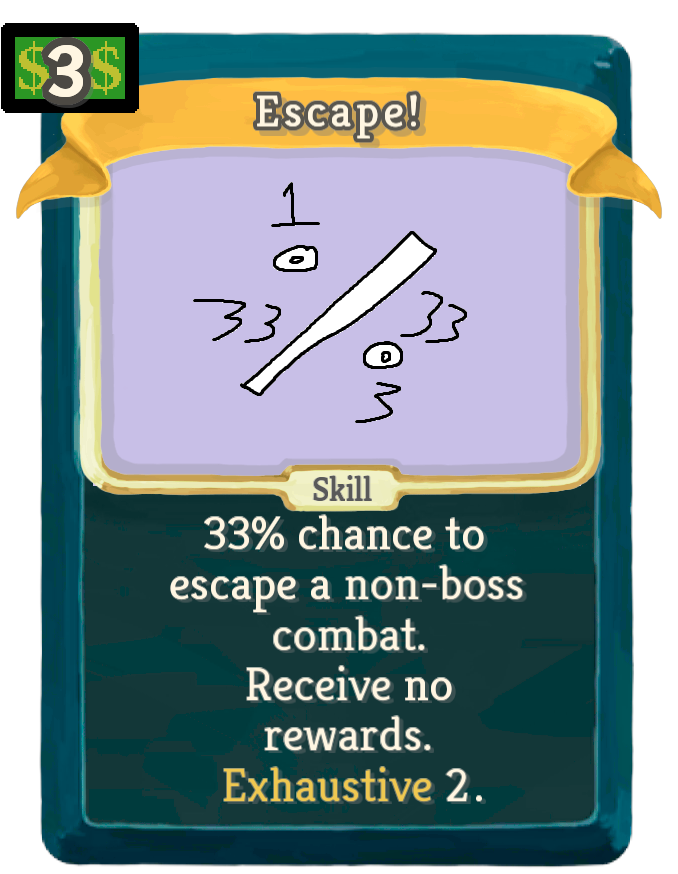 $3$
Escape!
1
33 33
3
Skill
33% chance to
escape a non-boss
combat.
Receive no
rewards.
Exhaustive 2.